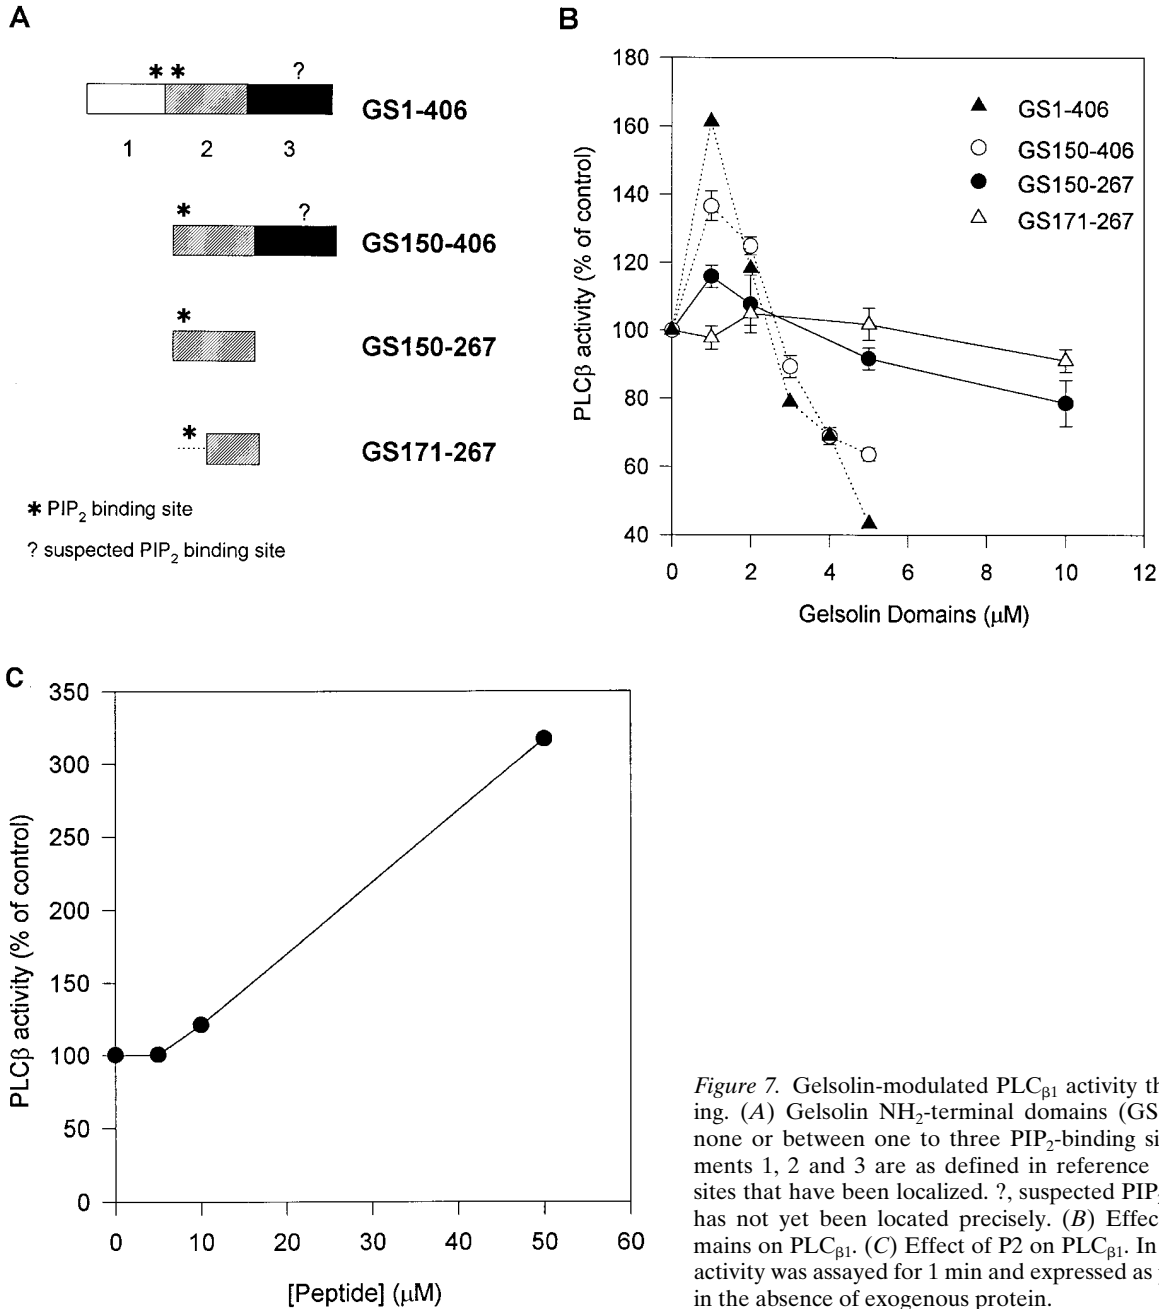 A
* *
?
GS1-406
1 2 3
*
?
GS150-406
*
GS150-267
*
GS171-267
* PIP2 binding site
? suspected PIP2 binding site
B
PLCβ activity (% of control)
180
160
140
120
100
80
60
40
0 2 4 6 8 10 12
Gelsolin Domains (μM)
GS1-406
GS150-406
GS150-267
GS171-267
C
PLCβ activity (% of control)
350
300
250
200
150
100
50
0
0 10 20 30 40 50 60
[Peptide] (μM)
Figure 7. Gelsolin-modulated PLCβ1 activity th
ing. (A) Gelsolin NH2-terminal domains (GS
none or between one to three PIP2-binding si
ments 1, 2 and 3 are as defined in reference
sites that have been localized. ?, suspected PIP
has not yet been located precisely. (B) Effec
mains on PLCβ1. (C) Effect of P2 on PLCβ1. In
activity was assayed for 1 min and expressed as
in the absence of exogenous protein.